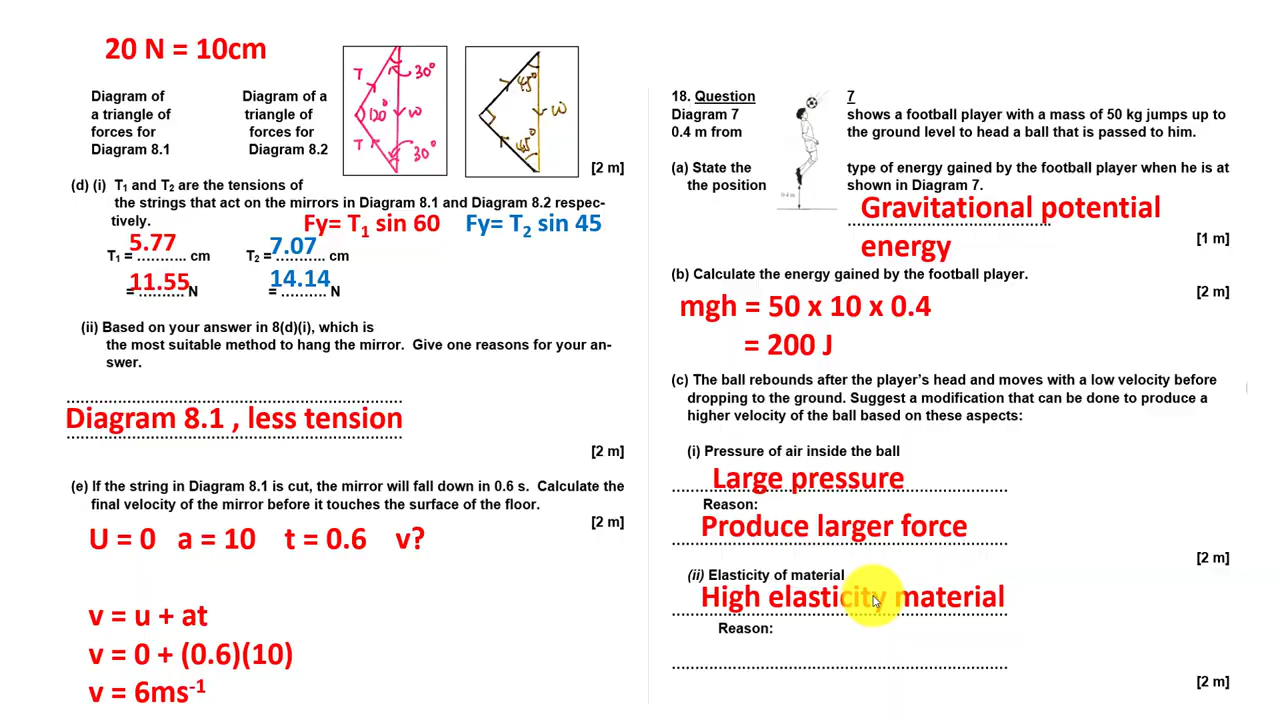 20 N = 10cm
Diagram of a triangle of forces for Diagram 8.1
Diagram of a triangle of forces for Diagram 8.2
T 30° 120° W T 30°
45° W 45°
[2 m]
(d) (i) T₁ and T₂ are the tensions of
the strings that act on the mirrors in Diagram 8.1 and Diagram 8.2 respec-
tively.
Fy= T₁ sin 60 Fy= T₂ sin 45
5.77 7.07
T₁ = ……….. cm T₂ = ……….. cm
11.55 14.14
= ………. N = ………. N
(ii) Based on your answer in 8(d)(i), which is
the most suitable method to hang the mirror. Give one reasons for your an-
swer.
Diagram 8.1 , less tension
[2 m]
(e) If the string in Diagram 8.1 is cut, the mirror will fall down in 0.6 s. Calculate the
final velocity of the mirror before it touches the surface of the floor.
[2 m]
U = 0 a = 10 t = 0.6 v?
v = u + at
v = 0 + (0.6)(10)
v = 6ms⁻¹
18. Question 7
Diagram 7 shows a football player with a mass of 50 kg jumps up to
0.4 m from the ground level to head a ball that is passed to him.
0.4 m
(a) State the type of energy gained by the football player when he is at
the position shown in Diagram 7.
Gravitational potential
energy
[1 m]
(b) Calculate the energy gained by the football player.
[2 m]
mgh = 50 x 10 x 0.4
= 200 J
(c) The ball rebounds after the player's head and moves with a low velocity before
dropping to the ground. Suggest a modification that can be done to produce a
higher velocity of the ball based on these aspects:
(i) Pressure of air inside the ball
Large pressure
Reason:
Produce larger force
[2 m]
(ii) Elasticity of material
High elasticity material
Reason:
[2 m]